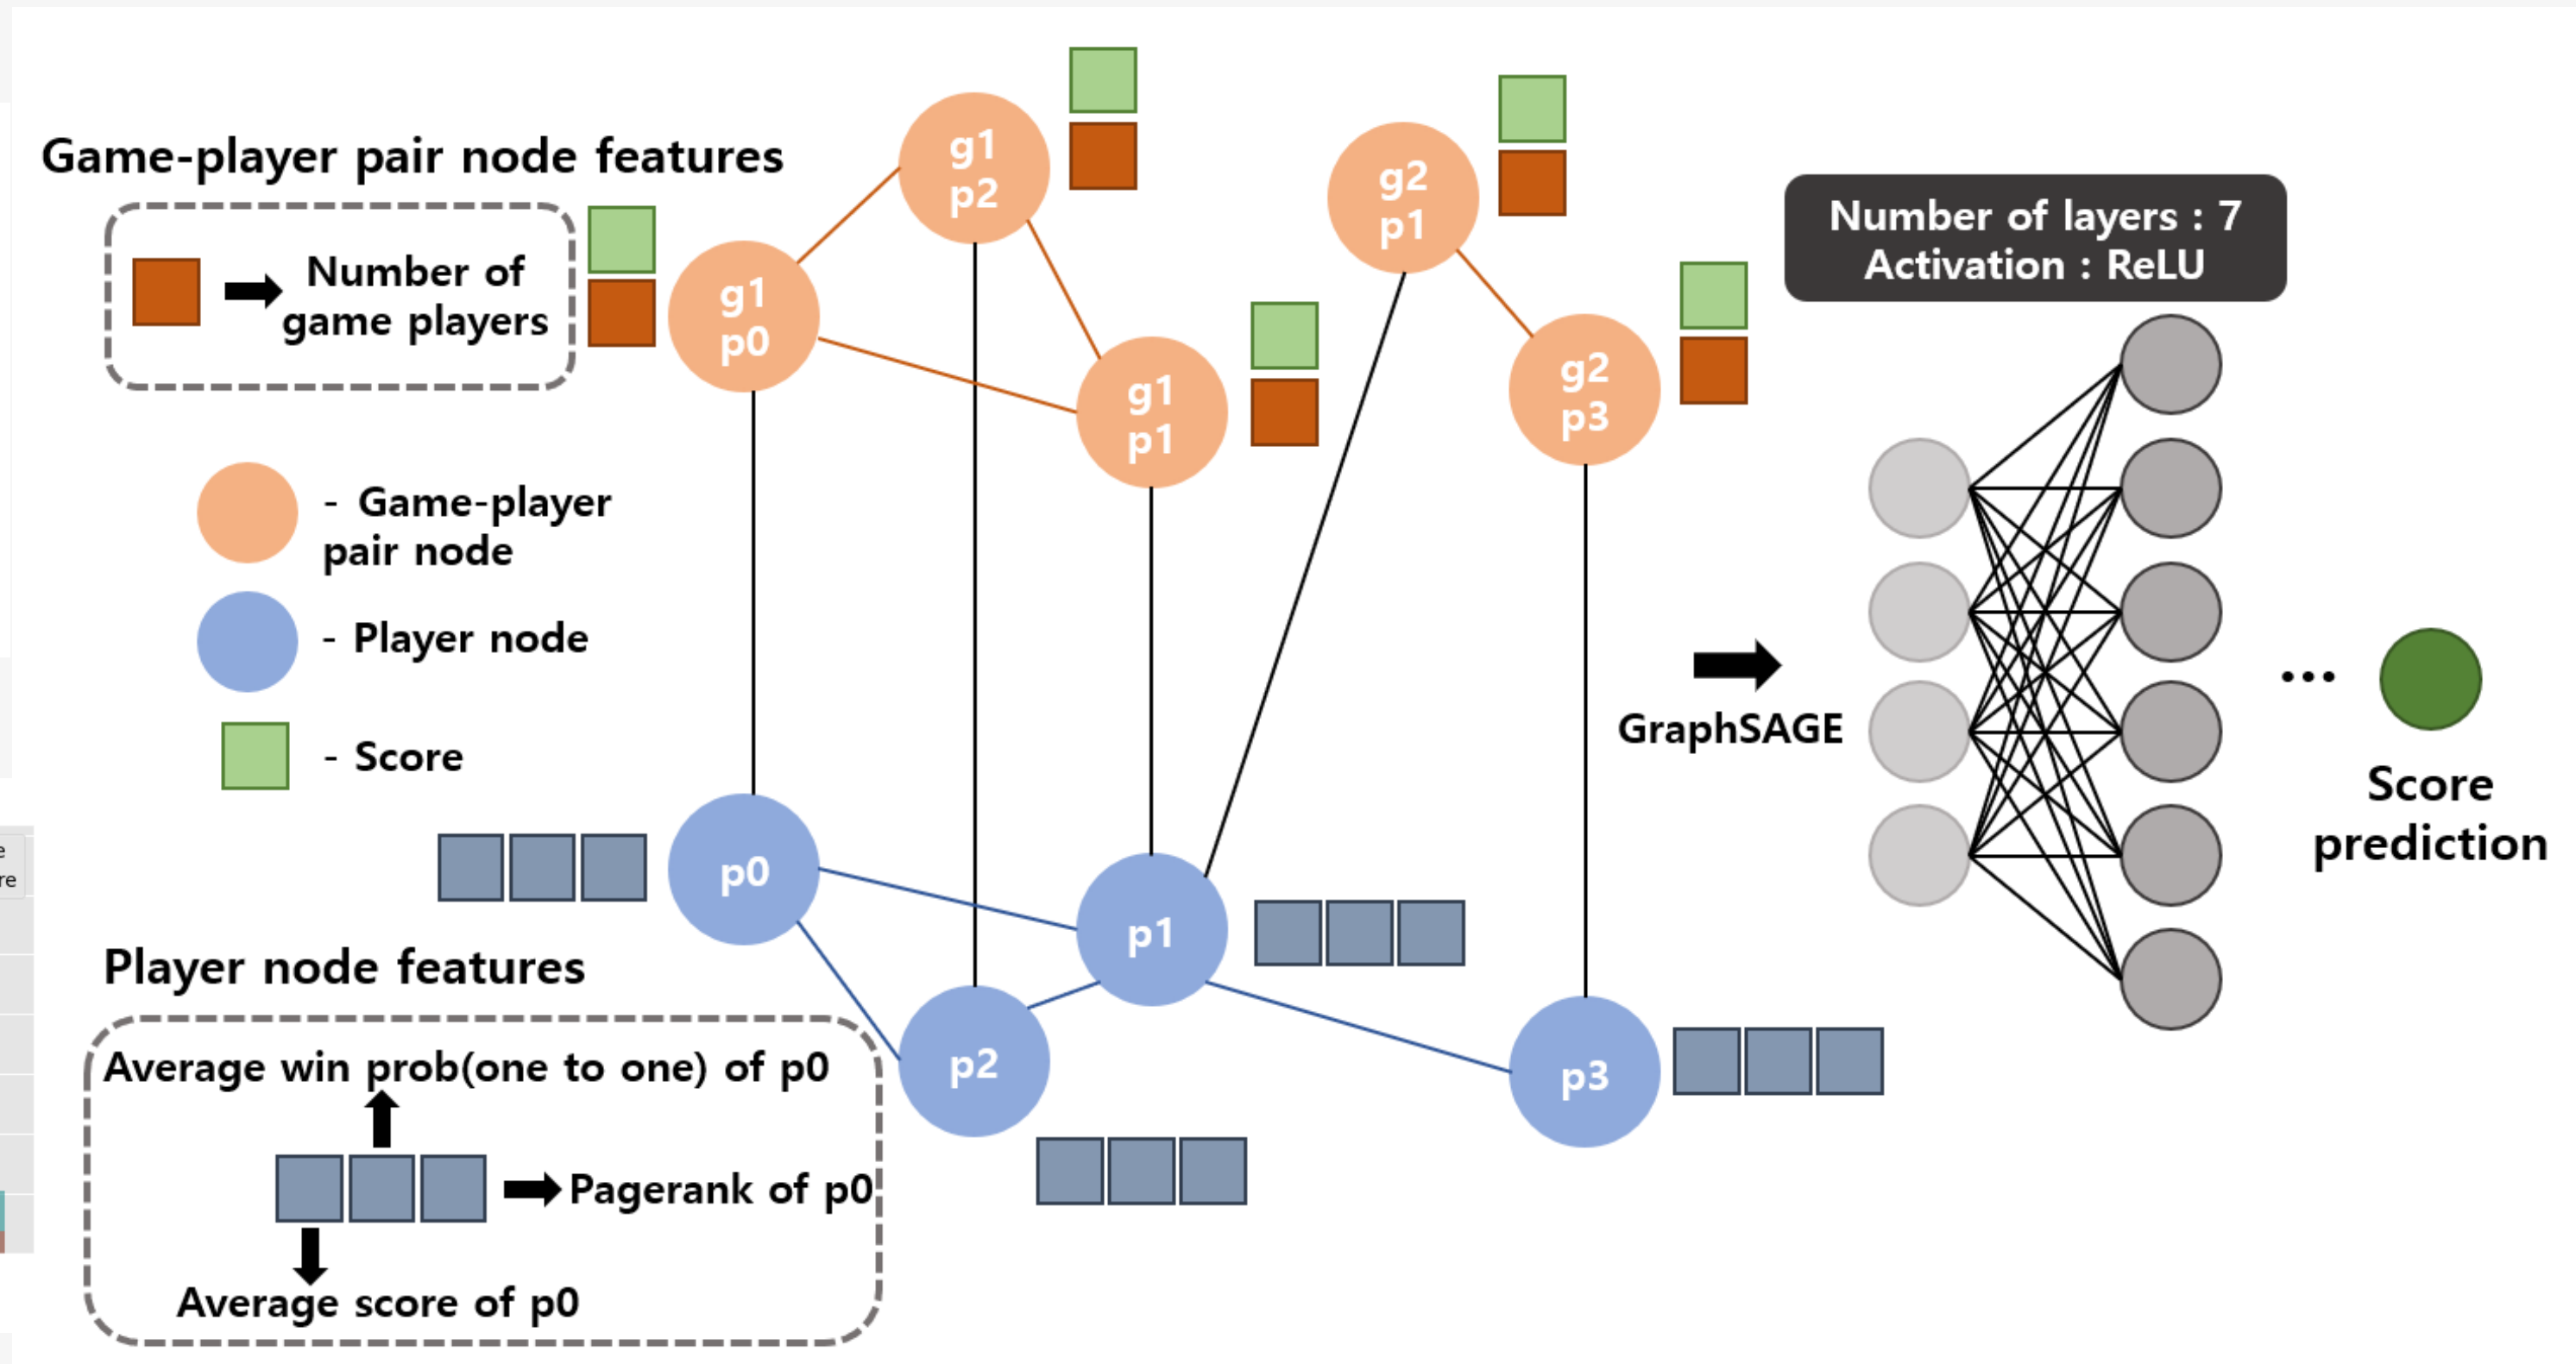 Game-player pair node features
Number of
game players
- Game-player
pair node
- Player node
- Score
g1
p0
g1
p2
g1
p1
g2
p1
g2
p3
p0
p1
p2
p3
Player node features
Average win prob(one to one) of p0
Pagerank of p0
Average score of p0
GraphSAGE
Number of layers : 7
Activation : ReLU
...
Score
prediction
e
re